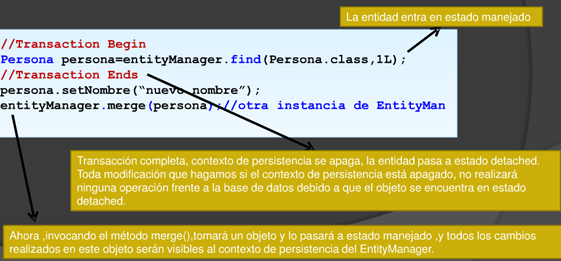 La entidad entra en estado manejado
//Transaction Begin
Persona persona=entityManager.find(Persona.class,1L);
//Transaction Ends
persona.setNombre(“nuevo nombre”);
entityManager.merge(persona);//otra instancia de EntityMan
Transacción completa, contexto de persistencia se apaga, la entidad pasa a estado detached.
Toda modificación que hagamos si el contexto de persistencia está apagado, no realizará
ninguna operación frente a la base de datos debido a que el objeto se encuentra en estado
detached.
Ahora ,invocando el método merge(),tomará un objeto y lo pasará a estado manejado ,y todos los cambios
realizados en este objeto serán visibles al contexto de persistencia del EntityManager.